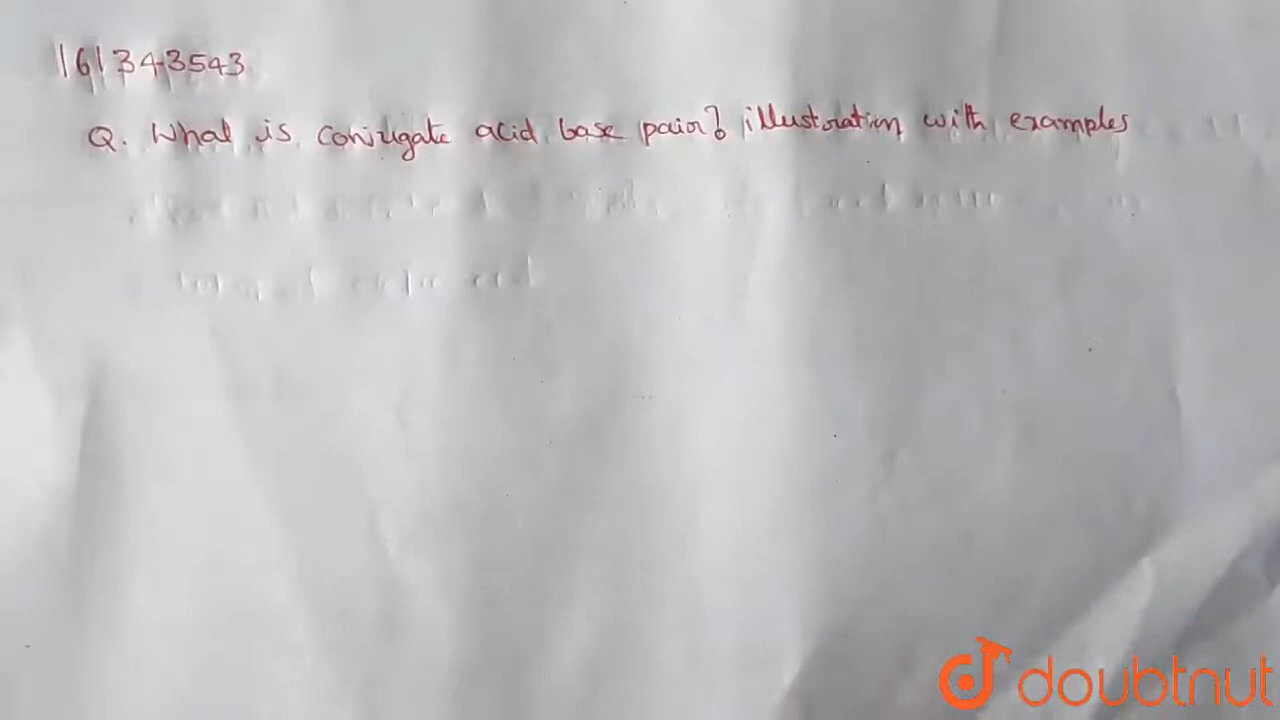 161343543
Q. What is conjugate acid base pair? illustration with examples
doubtnut